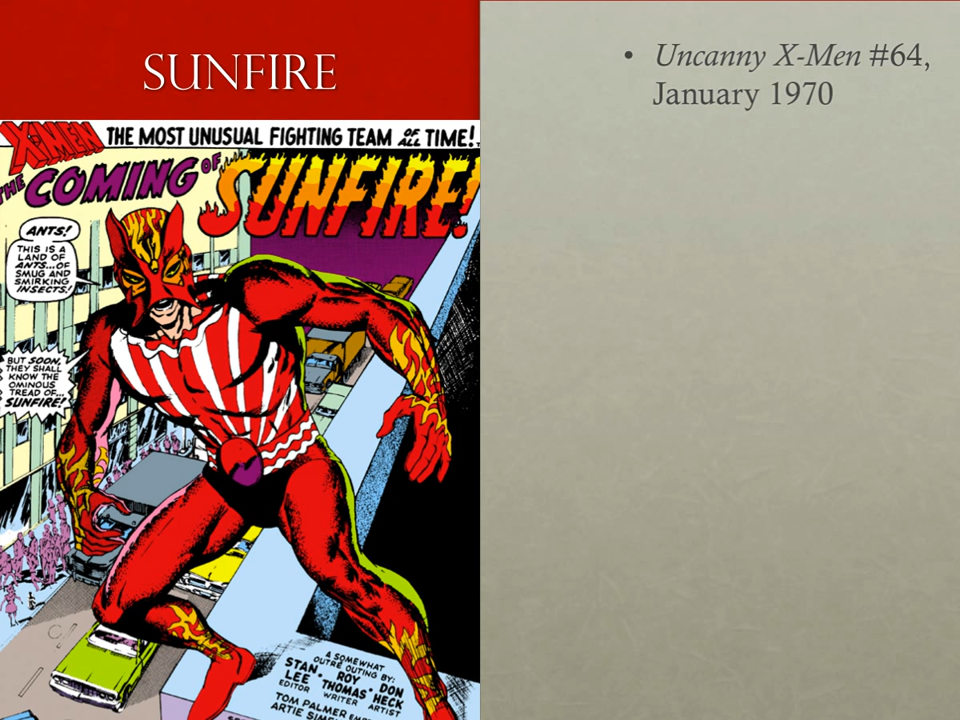 SUNFIRE
X-MEN THE MOST UNUSUAL FIGHTING TEAM OF ALL TIME!
THE COMING OF SUNFIRE!
ANTS!
THIS IS A
LAND OF
ANTS...OF
SMUG AND
SMIRKING
INSECTS!
BUT SOON,
THEY SHALL
KNOW THE
OMINOUS
TREAD OF...
SUNFIRE!
A SOMEWHAT
OUTRÉ OUTING BY:
STAN LEE EDITOR
ROY THOMAS WRITER
DON HECK ARTIST
TOM PALMER
ARTIE
• Uncanny X-Men #64,
January 1970